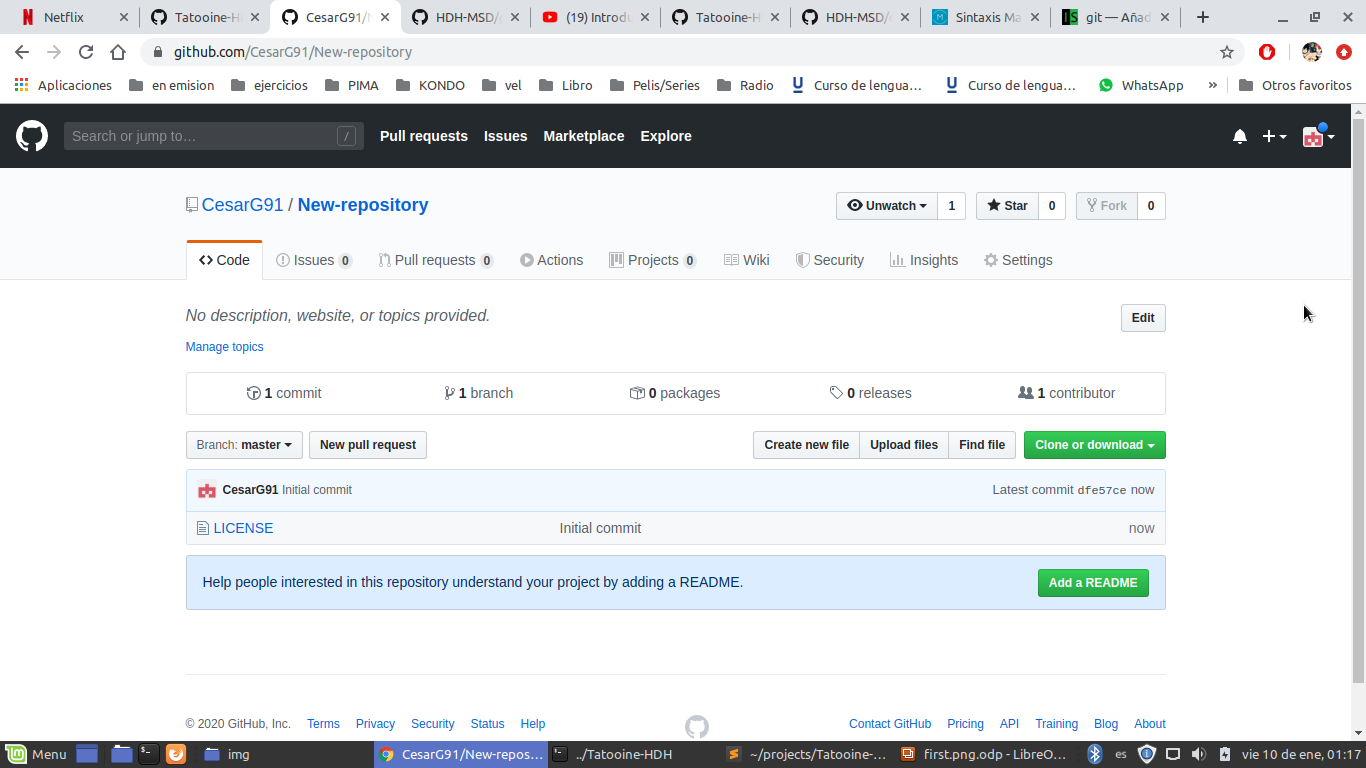 Netflix
Tatooine-H
CesarG91/N
HDH-MSD/
(19) Introdu
Tatooine-H
HDH-MSD/
Sintaxis Ma
git — Añad
github.com/CesarG91/New-repository
Aplicaciones en emision ejercicios PIMA KONDO vel Libro Pelis/Series Radio Curso de lengua… Curso de lengua… WhatsApp » Otros favoritos
Search or jump to… / Pull requests Issues Marketplace Explore
CesarG91 / New-repository
Unwatch 1 Star 0 Fork 0
Code Issues 0 Pull requests 0 Actions Projects 0 Wiki Security Insights Settings
No description, website, or topics provided.
Edit
Manage topics
1 commit 1 branch 0 packages 0 releases 1 contributor
Branch: master New pull request Create new file Upload files Find file Clone or download
CesarG91 Initial commit Latest commit dfe57ce now
LICENSE Initial commit now
Help people interested in this repository understand your project by adding a README. Add a README
© 2020 GitHub, Inc. Terms Privacy Security Status Help Contact GitHub Pricing API Training Blog About
Menu img CesarG91/New-repos… ../Tatooine-HDH ~/projects/Tatooine-… first.png.odp - LibreO… es vie 10 de ene, 01:17